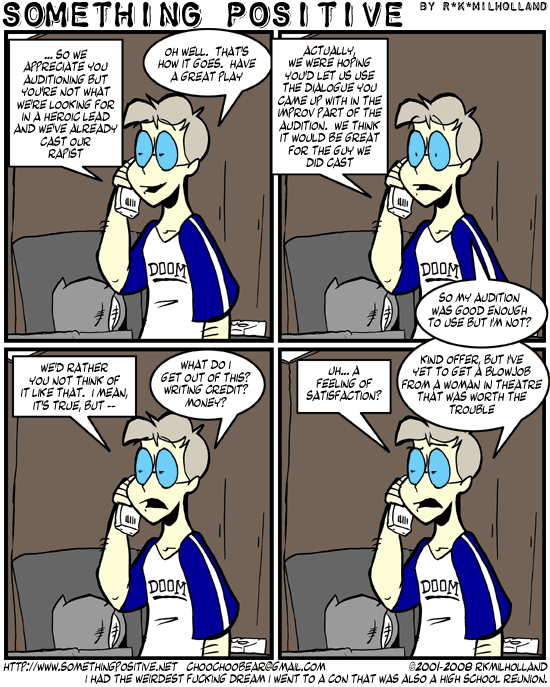 SOMETHING POSITIVE BY R*K*MILHOLLAND
... SO WE
APPRECIATE YOU
AUDITIONING BUT
YOU'RE NOT WHAT
WE'RE LOOKING FOR
IN A HEROIC LEAD
AND WE'VE ALREADY
CAST OUR
RAPIST
OH WELL. THAT'S
HOW IT GOES. HAVE
A GREAT PLAY
DOOM
ACTUALLY,
WE WERE HOPING
YOU'D LET US USE
THE DIALOGUE YOU
CAME UP WITH IN THE
IMPROV PART OF THE
AUDITION. WE THINK
IT WOULD BE GREAT
FOR THE GUY WE
DID CAST
DOOM
SO MY AUDITION
WAS GOOD ENOUGH
TO USE BUT I'M NOT?
WE'D RATHER
YOU NOT THINK OF
IT LIKE THAT. I MEAN,
IT'S TRUE, BUT --
WHAT DO I
GET OUT OF THIS?
WRITING CREDIT?
MONEY?
DOOM
UH... A
FEELING OF
SATISFACTION?
KIND OFFER, BUT I'VE
YET TO GET A BLOWJOB
FROM A WOMAN IN THEATRE
THAT WAS WORTH THE
TROUBLE
DOOM
HTTP://WWW.SOMETHINGPOSITIVE.NET CHOOCHOOBEAR@GMAIL.COM ©2001-2008 RKMILHOLLAND
I HAD THE WEIRDEST FUCKING DREAM I WENT TO A CON THAT WAS ALSO A HIGH SCHOOL REUNION.